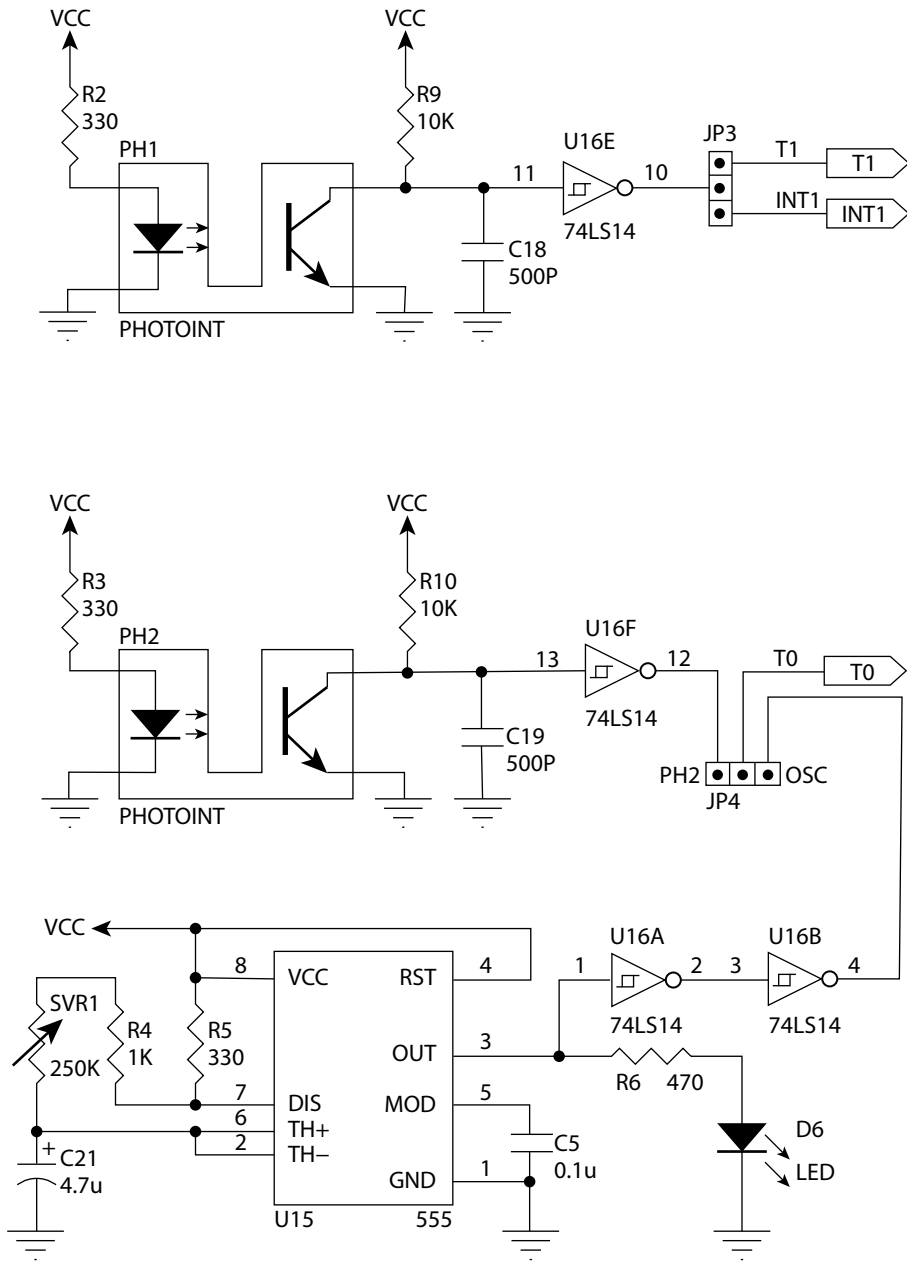 VCC
R2
330
VCC
R9
10K
PH1
PHOTOINT
11
U16E
74LS14
10
C18
500P
JP3
T1
T1
INT1
INT1
VCC
R3
330
VCC
R10
10K
PH2
PHOTOINT
13
U16F
74LS14
12
C19
500P
T0
T0
PH2
OSC
JP4
VCC
SVR1
250K
R4
1K
R5
330
8
VCC
RST
4
OUT
3
7
DIS
MOD
5
6
TH+
2
TH−
GND
1
C21
4.7u
+
U15
555
C5
0.1u
1
U16A
74LS14
2
3
U16B
74LS14
4
R6
470
D6
LED